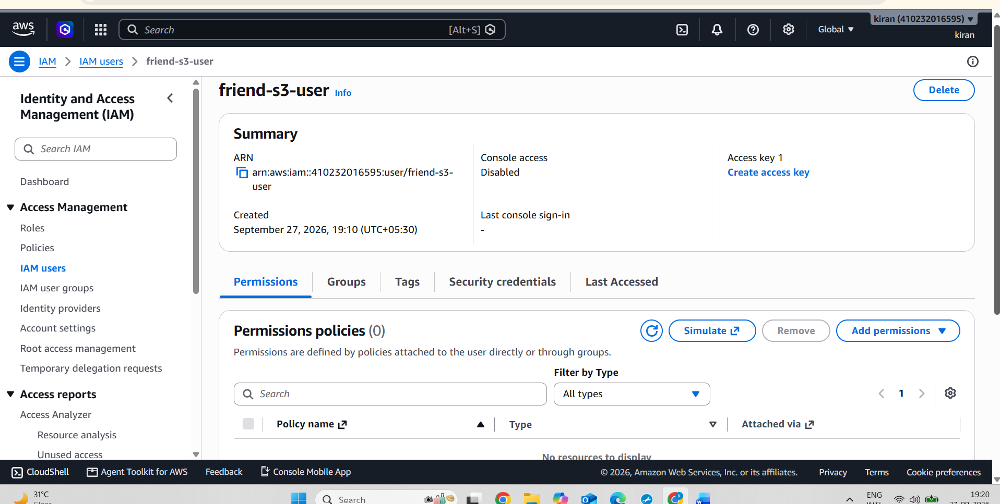 aws
Search
[Alt+S]
Global
kiran (410232016595)
kiran
IAM
IAM users
friend-s3-user
Identity and Access
Management (IAM)
Search IAM
Dashboard
Access Management
Roles
Policies
IAM users
IAM user groups
Identity providers
Account settings
Root access management
Temporary delegation requests
Access reports
Access Analyzer
Resource analysis
Unused access
friend-s3-user Info
Delete
Summary
ARN
arn:aws:iam::410232016595:user/friend-s3-
user
Created
September 27, 2026, 19:10 (UTC+05:30)
Console access
Disabled
Last console sign-in
-
Access key 1
Create access key
Permissions
Groups
Tags
Security credentials
Last Accessed
Permissions policies (0)
Simulate
Remove
Add permissions
Permissions are defined by policies attached to the user directly or through groups.
Filter by Type
Search
All types
1
Policy name
Type
Attached via
No resources to display
CloudShell
Agent Toolkit for AWS
Feedback
Console Mobile App
© 2026, Amazon Web Services, Inc. or its affiliates.
Privacy
Terms
Cookie preferences
31°C
Clear
Search
ENG
19:20